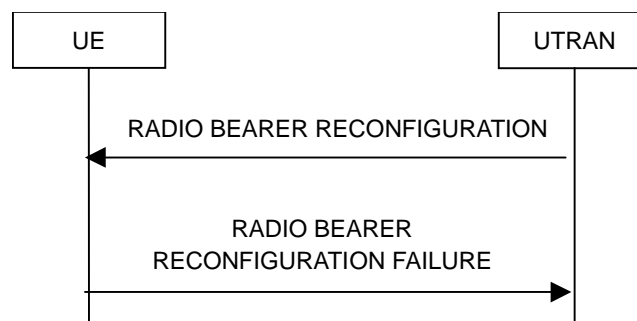 UE
UTRAN
RADIO BEARER RECONFIGURATION
RADIO BEARER
RECONFIGURATION FAILURE